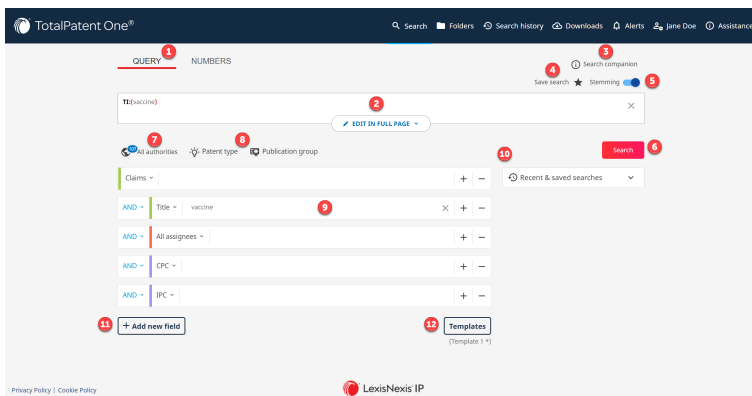 TotalPatent One®
Search Folders Search history Downloads Alerts Jane Doe Assistance
1
QUERY NUMBERS
3
Search companion
4
Save search Stemming 5
TI:(vaccine)
2
EDIT IN FULL PAGE
7 8
All authorities Patent type Publication group
Search 6
10
Claims + −
Recent & saved searches
AND Title vaccine 9 + −
AND All assignees + −
AND CPC + −
AND IPC + −
11 + Add new field 12 Templates
(Template 1 *)
Privacy Policy | Cookie Policy
LexisNexis® IP